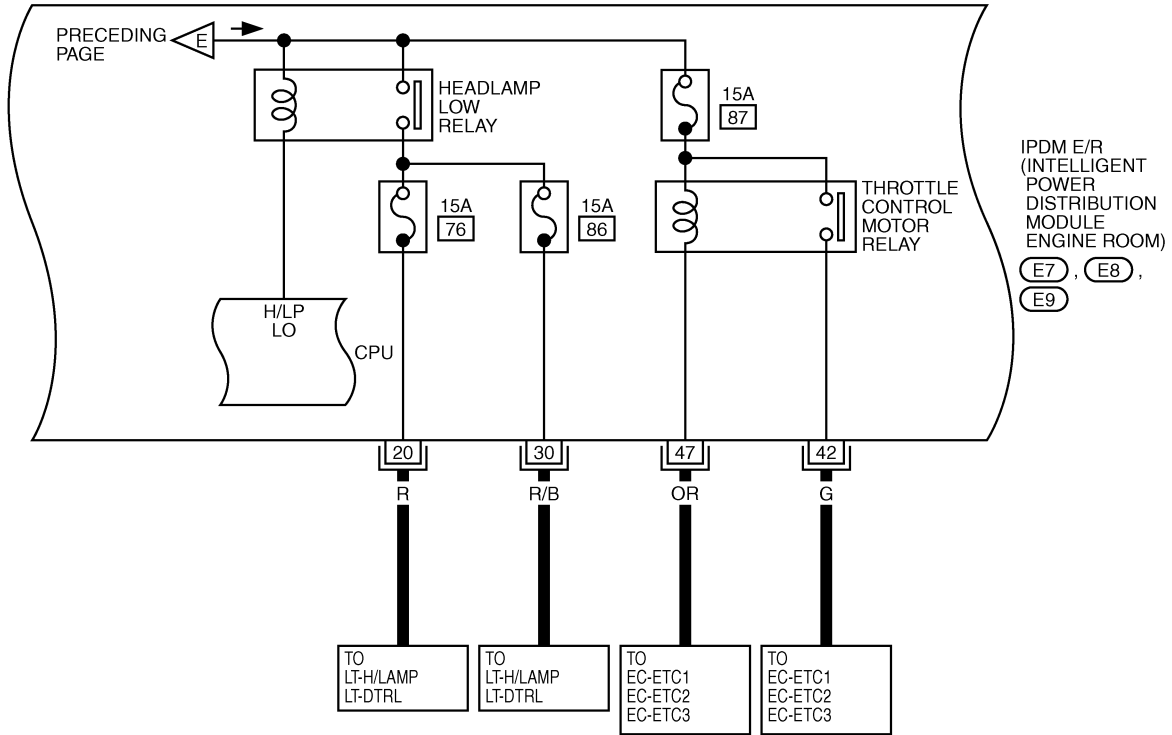 PRECEDING
PAGE
E
HEADLAMP
LOW
RELAY
15A
87
15A
76
15A
86
THROTTLE
CONTROL
MOTOR
RELAY
IPDM E/R
(INTELLIGENT
POWER
DISTRIBUTION
MODULE
ENGINE ROOM)
E7 , E8 ,
E9
H/LP
LO
CPU
20
30
47
42
R
R/B
OR
G
TO
LT-H/LAMP
LT-DTRL
TO
LT-H/LAMP
LT-DTRL
TO
EC-ETC1
EC-ETC2
EC-ETC3
TO
EC-ETC1
EC-ETC2
EC-ETC3